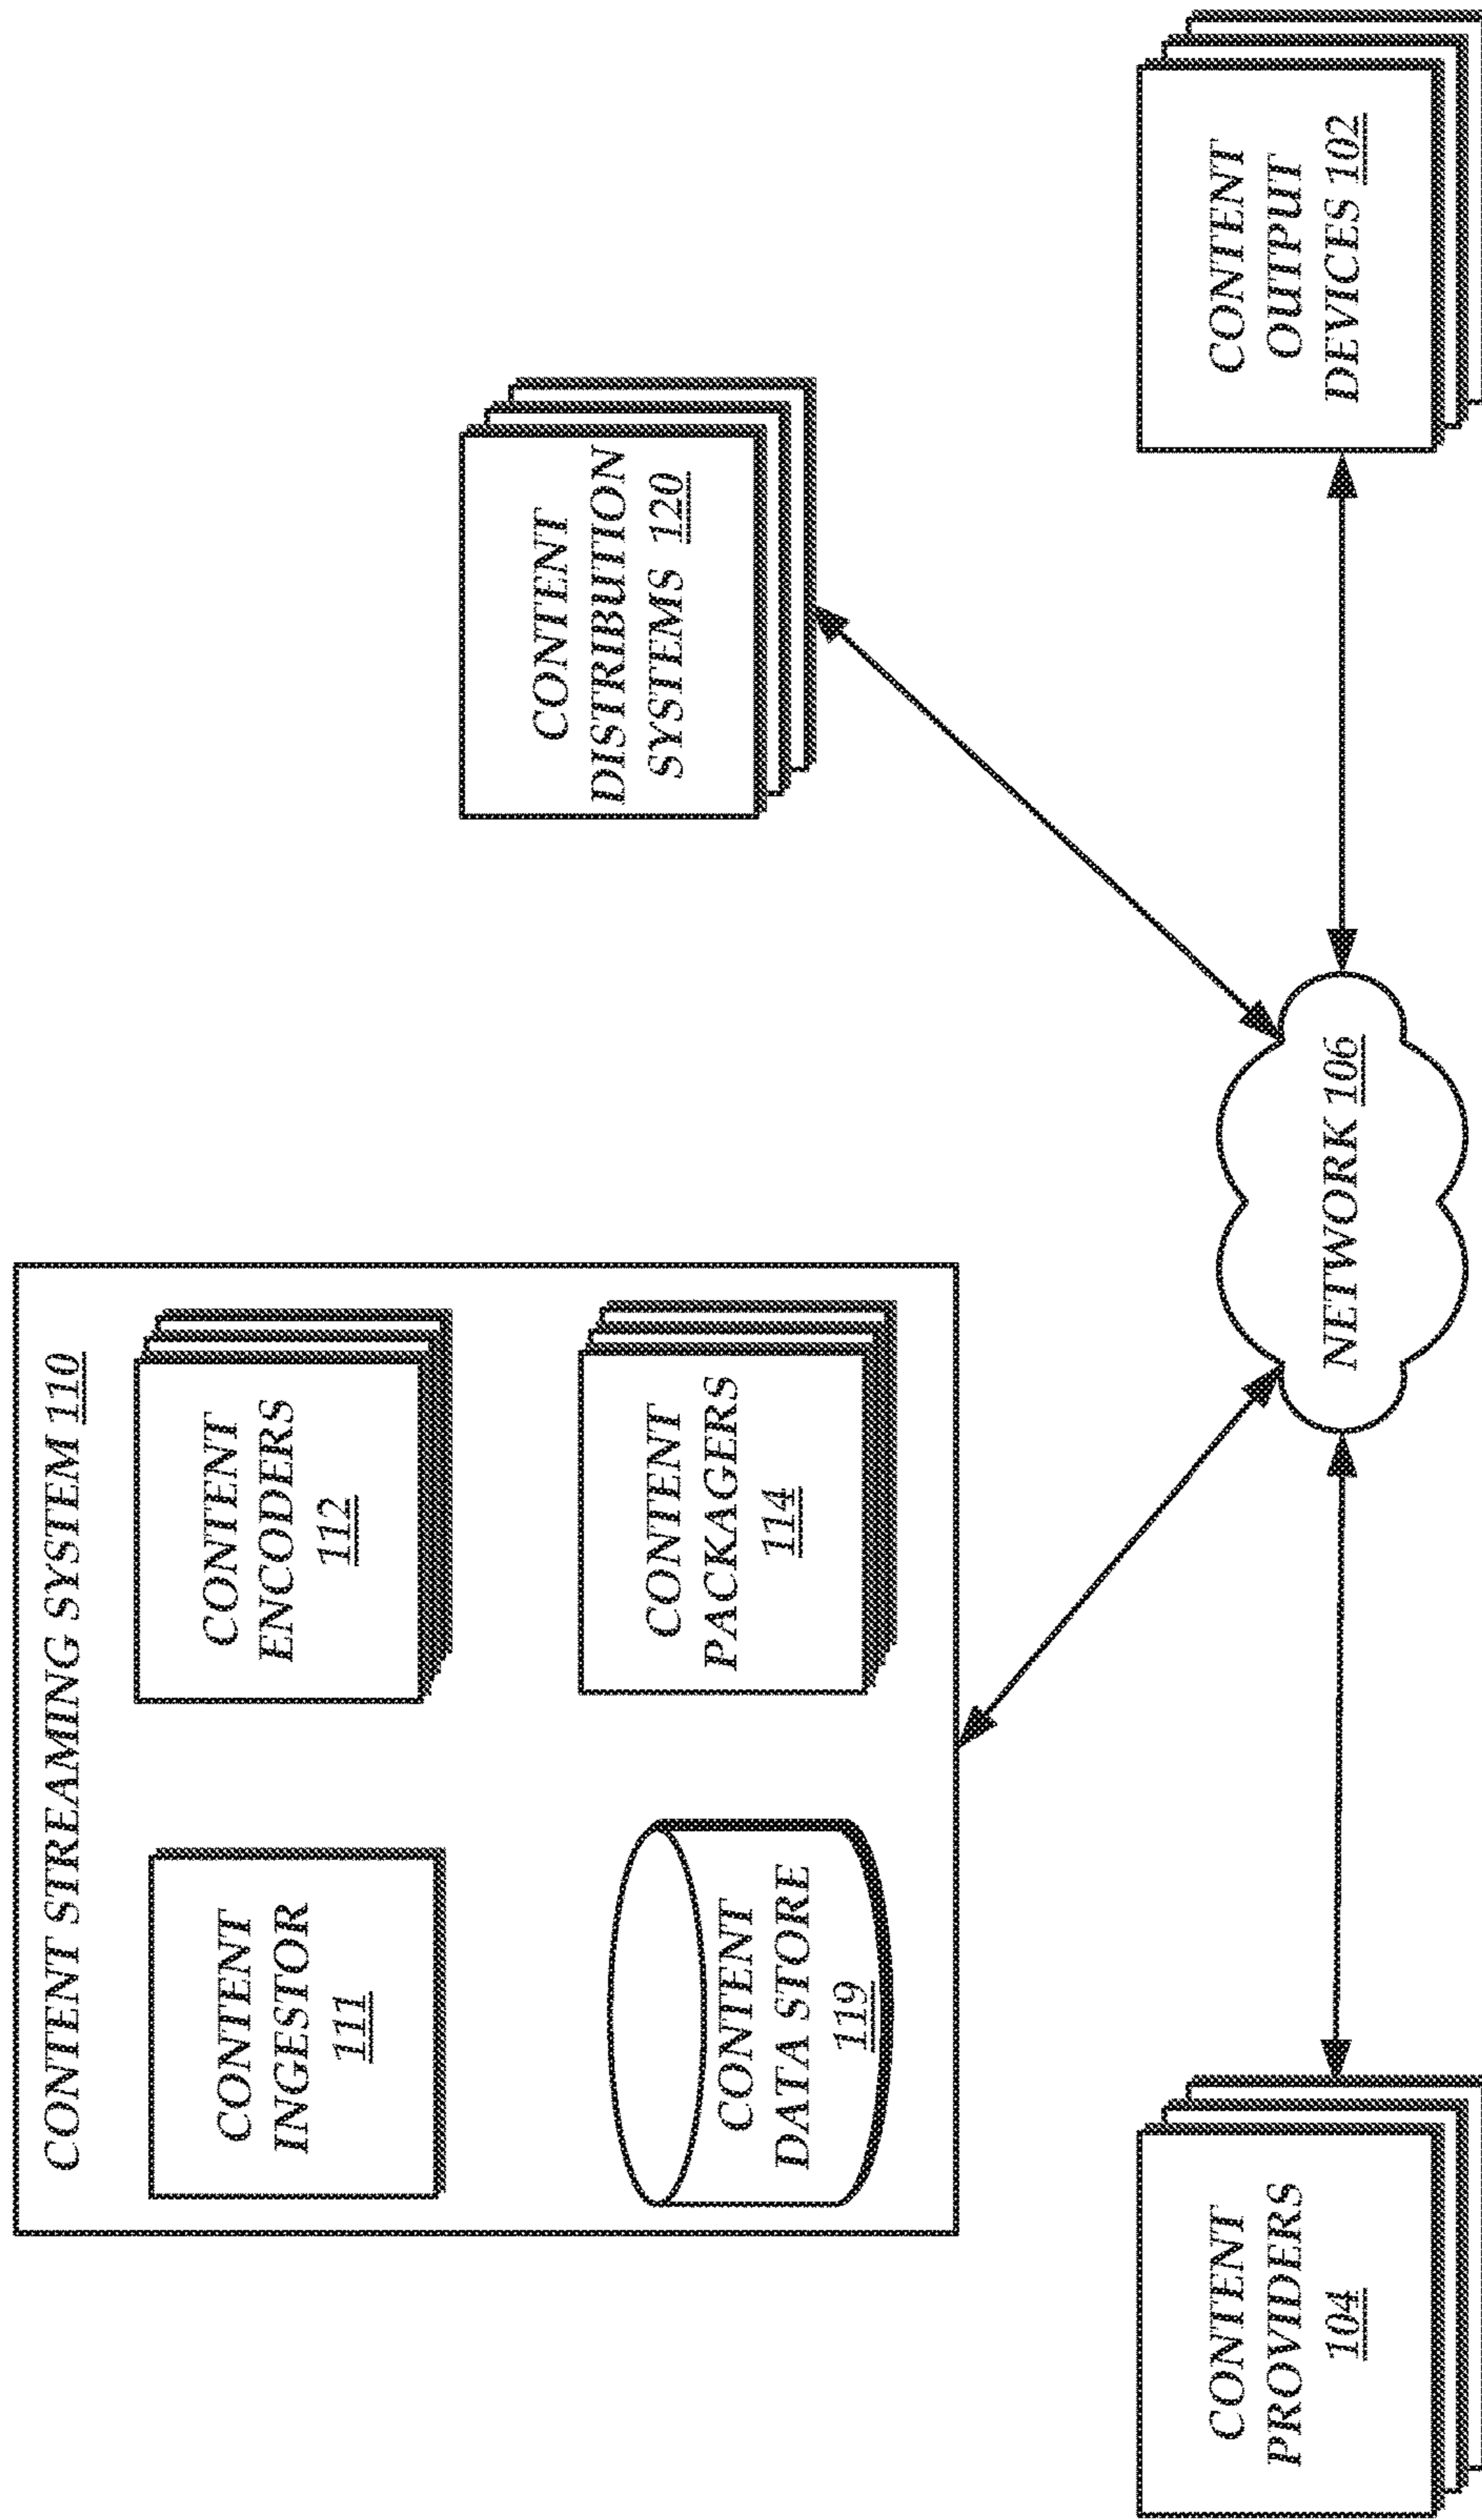 CONTENT STREAMING SYSTEM 110
CONTENT
INGESTOR
111
CONTENT
ENCODERS
112
CONTENT
DATA STORE
119
CONTENT
PACKAGERS
114
CONTENT
DISTRIBUTION
SYSTEMS 120
CONTENT
PROVIDERS
104
NETWORK 106
CONTENT
OUTPUT
DEVICES 102